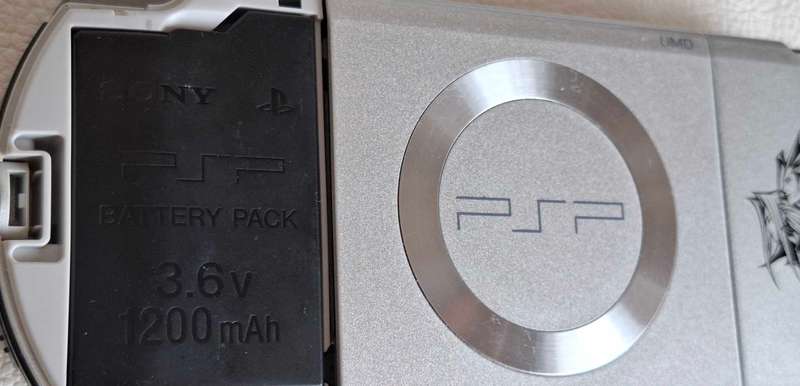 SONY
PSP
BATTERY PACK
3.6V
1200mAh
UMD
PSP